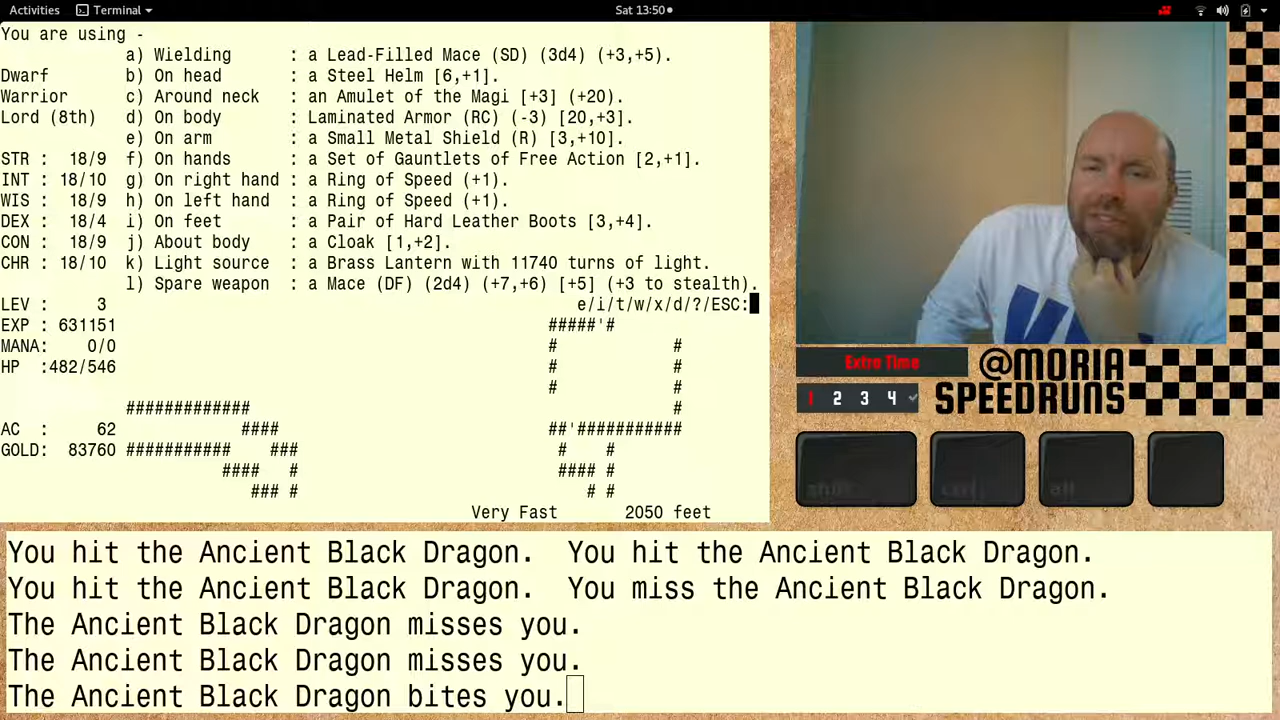 Activities Terminal Sat 13:50
You are using -
a) Wielding : a Lead-Filled Mace (SD) (3d4) (+3,+5).
Dwarf b) On head : a Steel Helm [6,+1].
Warrior c) Around neck : an Amulet of the Magi [+3] (+20).
Lord (8th) d) On body : Laminated Armor (RC) (-3) [20,+3].
e) On arm : a Small Metal Shield (R) [3,+10].
STR : 18/9 f) On hands : a Set of Gauntlets of Free Action [2,+1].
INT : 18/10 g) On right hand : a Ring of Speed (+1).
WIS : 18/9 h) On left hand : a Ring of Speed (+1).
DEX : 18/4 i) On feet : a Pair of Hard Leather Boots [3,+4].
CON : 18/9 j) About body : a Cloak [1,+2].
CHR : 18/10 k) Light source : a Brass Lantern with 11740 turns of light.
l) Spare weapon : a Mace (DF) (2d4) (+7,+6) [+5] (+3 to stealth).
LEV : 3 e/i/t/w/x/d/?/ESC:
EXP : 631151 #####'#
MANA: 0/0 # #
HP :482/546 # #
# #
############# #
AC : 62 #### ##'###########
GOLD: 83760 ########### ### # #
#### # #### #
### # # #
Very Fast 2050 feet
Extra Time
@MORIA
SPEEDRUNS
1 2 3 4 ✓
shift ctrl alt
You hit the Ancient Black Dragon. You hit the Ancient Black Dragon.
You hit the Ancient Black Dragon. You miss the Ancient Black Dragon.
The Ancient Black Dragon misses you.
The Ancient Black Dragon misses you.
The Ancient Black Dragon bites you.